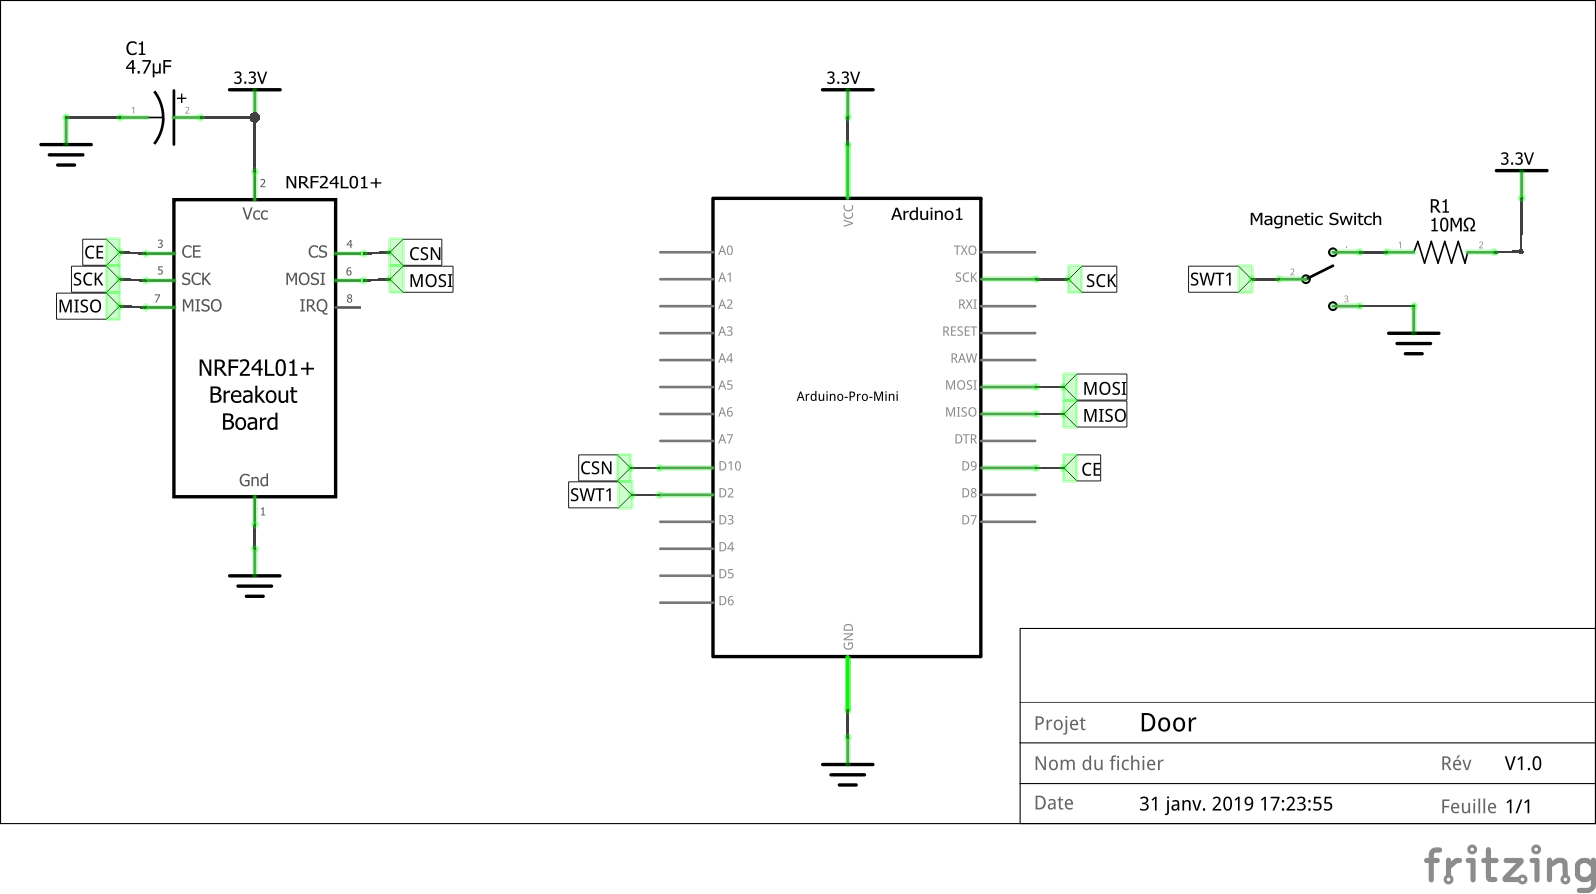 C1
4.7µF
+
1
2
3.3V
2
NRF24L01+
Vcc
CE
3
CE
CS
4
CSN
SCK
5
SCK
MOSI
6
MOSI
MISO
7
MISO
IRQ
8
NRF24L01+
Breakout
Board
Gnd
1
3.3V
VCC
Arduino1
A0
A1
A2
A3
A4
A5
A6
A7
CSN
D10
SWT1
D2
D3
D4
D5
D6
Arduino-Pro-Mini
TXO
SCK
SCK
RXI
RESET
RAW
MOSI
MOSI
MISO
MISO
DTR
D9
CE
D8
D7
GND
3.3V
Magnetic Switch
R1
10MΩ
1
2
SWT1
2
3
Projet Door
Nom du fichier
Rév V1.0
Date 31 janv. 2019 17:23:55
Feuille 1/1
fritzing